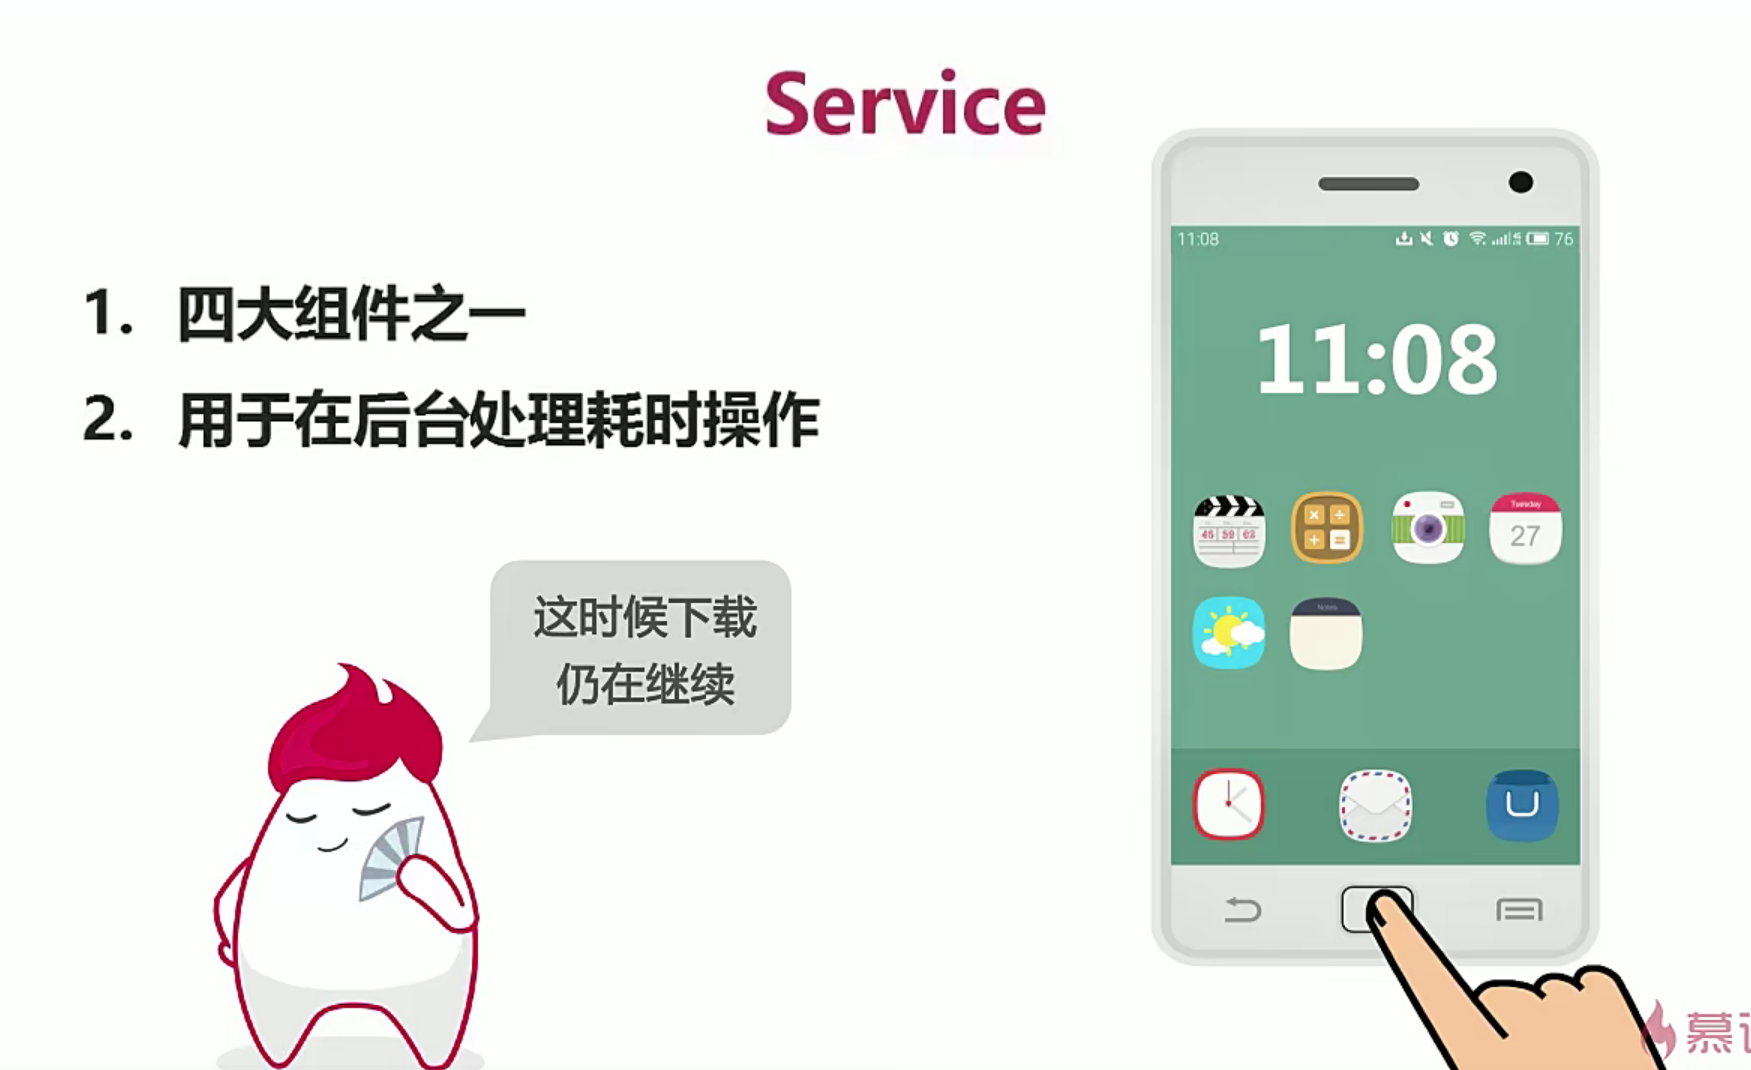 Service
1. 四大组件之一
2. 用于在后台处理耗时操作
这时候下载
仍在继续
11:08 76
11:08
45 59 62
Tuesday
27
Notes
慕